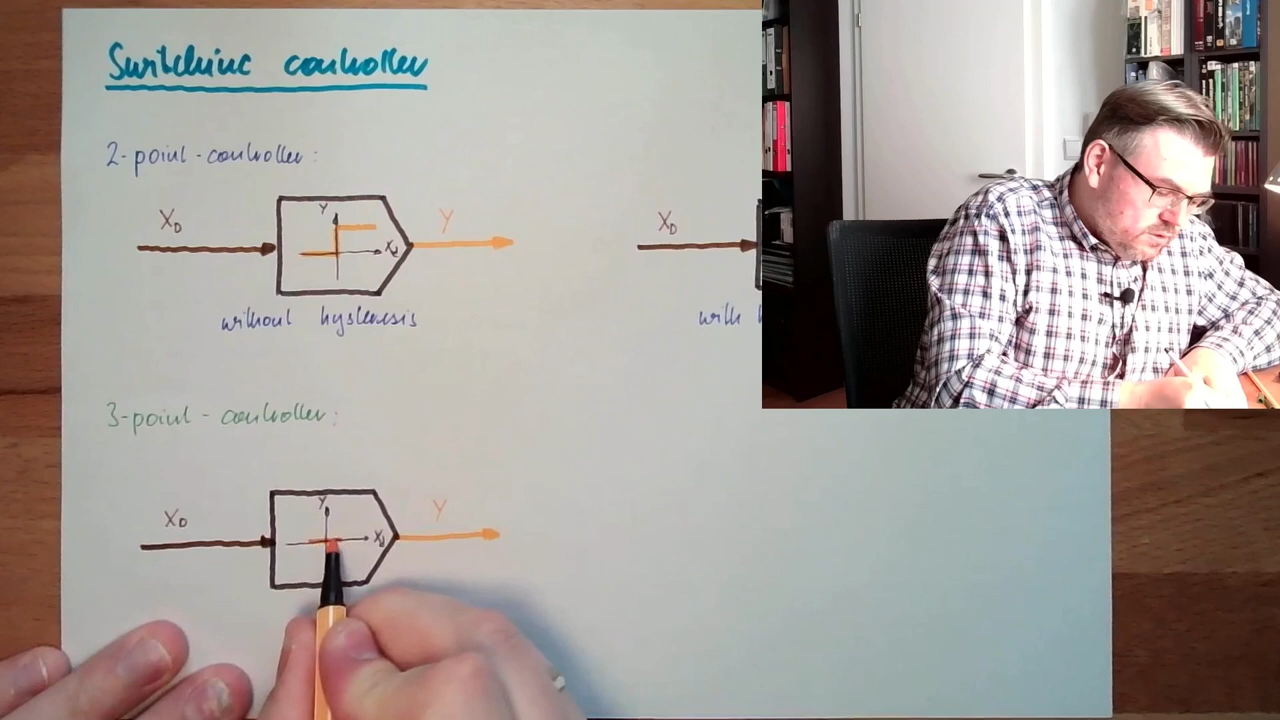 Switching controller
2-point-controller:
XD Y
Xd Y XD
without hysteresis with
3-point-controller:
XD Y
Xd Y